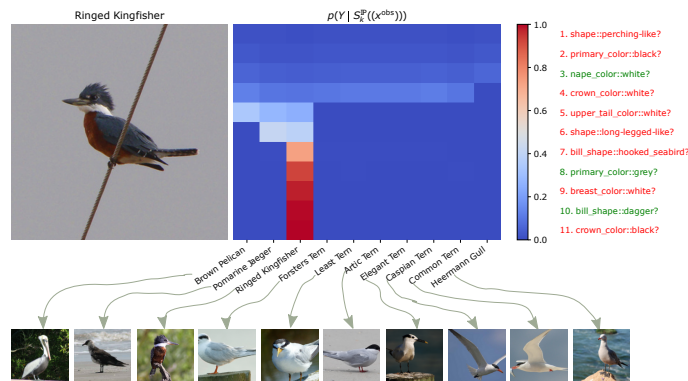 Ringed Kingfisher
p(Y | S_k^IP((x^obs)))
1.0
0.8
0.6
0.4
0.2
0.0
1. shape::perching-like?
2. primary_color::black?
3. nape_color::white?
4. crown_color::white?
5. upper_tail_color::white?
6. shape::long-legged-like?
7. bill_shape::hooked_seabird?
8. primary_color::grey?
9. breast_color::white?
10. bill_shape::dagger?
11. crown_color::black?
Brown Pelican
Pomarine Jaeger
Ringed Kingfisher
Forsters Tern
Least Tern
Artic Tern
Elegant Tern
Caspian Tern
Common Tern
Heermann Gull